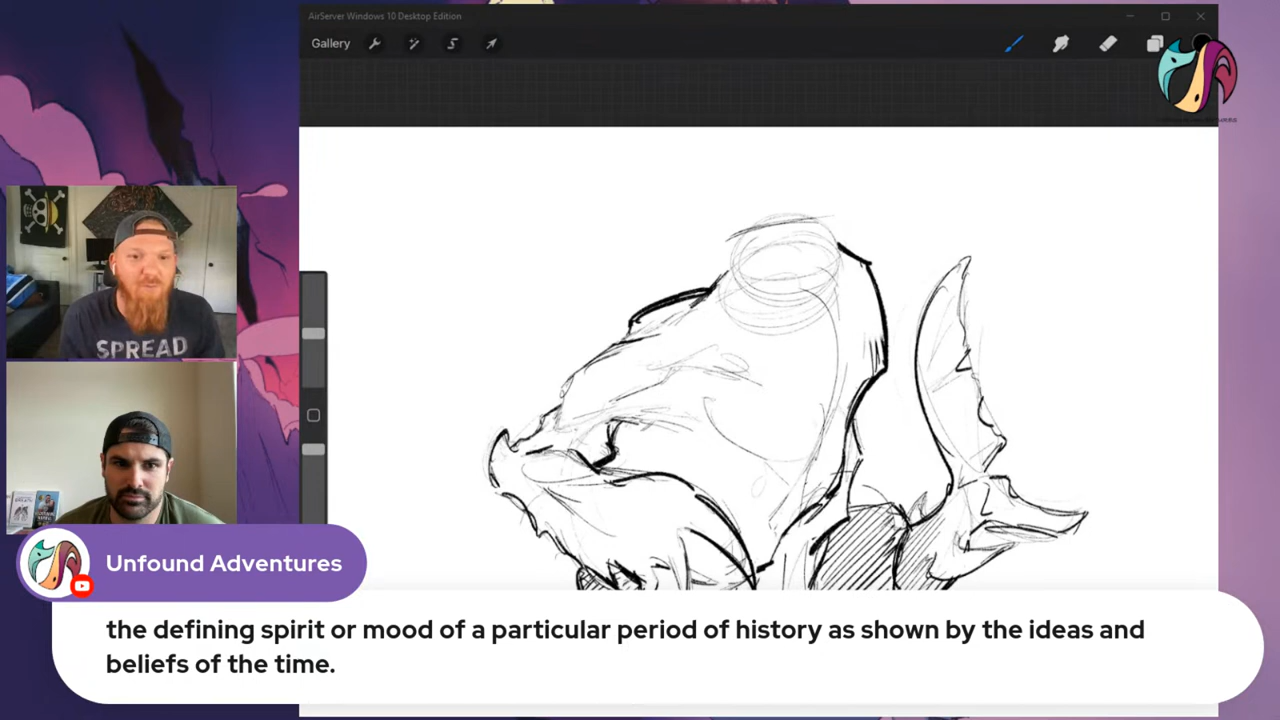 AirServer Windows 10 Desktop Edition
Gallery
SPREAD
Unfound Adventures
the defining spirit or mood of a particular period of history as shown by the ideas and
beliefs of the time.